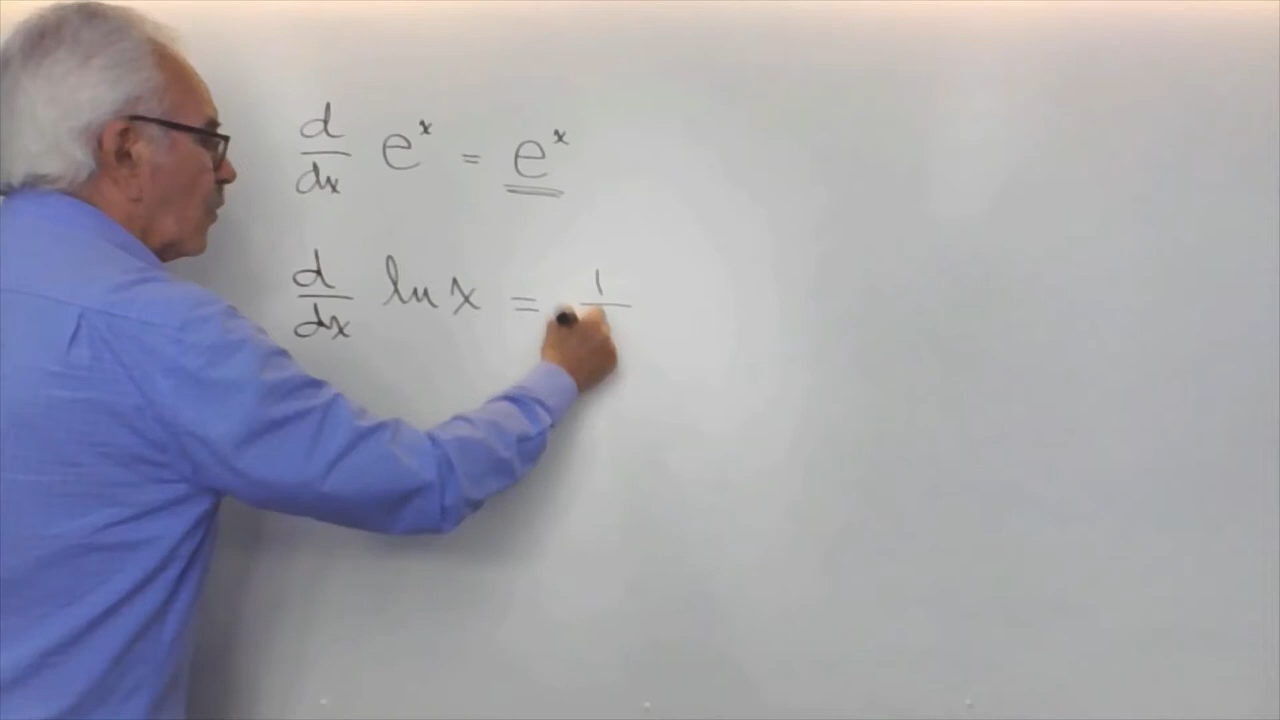 d/dx e^x = e^x
d/dx ln x = 1/